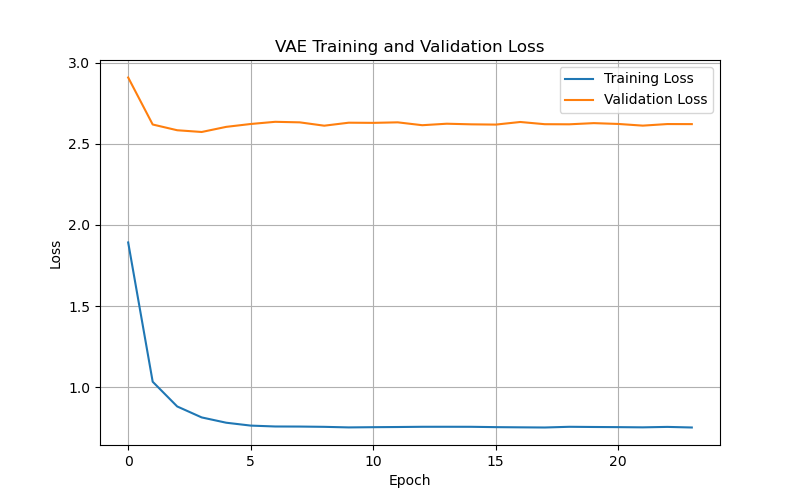 VAE Training and Validation Loss
Training Loss
Validation Loss
3.0
2.5
2.0
1.5
1.0
Loss
0 5 10 15 20
Epoch